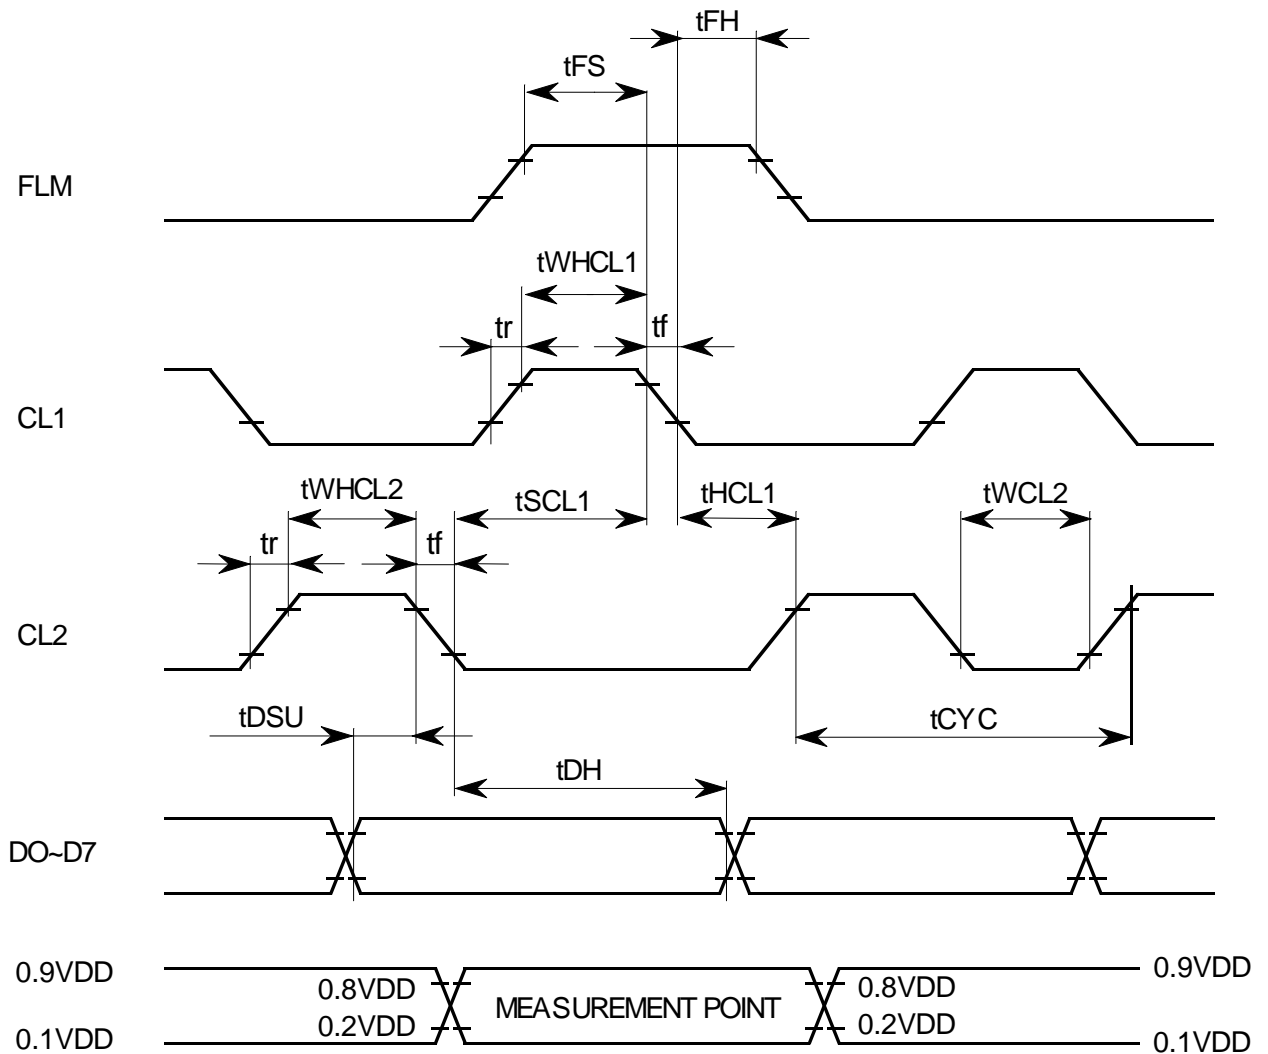 tFH
tFS
FLM
tWHCL1
tr
tf
CL1
tWHCL2
tSCL1
tHCL1
tWCL2
tr
tf
CL2
tDSU
tCYC
tDH
DO~D7
0.9VDD
0.8VDD
MEASUREMENT POINT
0.8VDD
0.9VDD
0.2VDD
0.2VDD
0.1VDD
0.1VDD